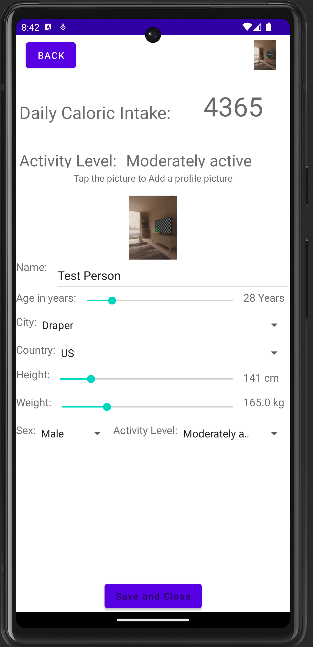 8:42
BACK
Daily Caloric Intake: 4365
Activity Level: Moderately active
Tap the picture to Add a profile picture
Name: Test Person
Age in years: 28 Years
City: Draper
Country: US
Height: 141 cm
Weight: 165.0 kg
Sex: Male Activity Level: Moderately a..
Save and Close